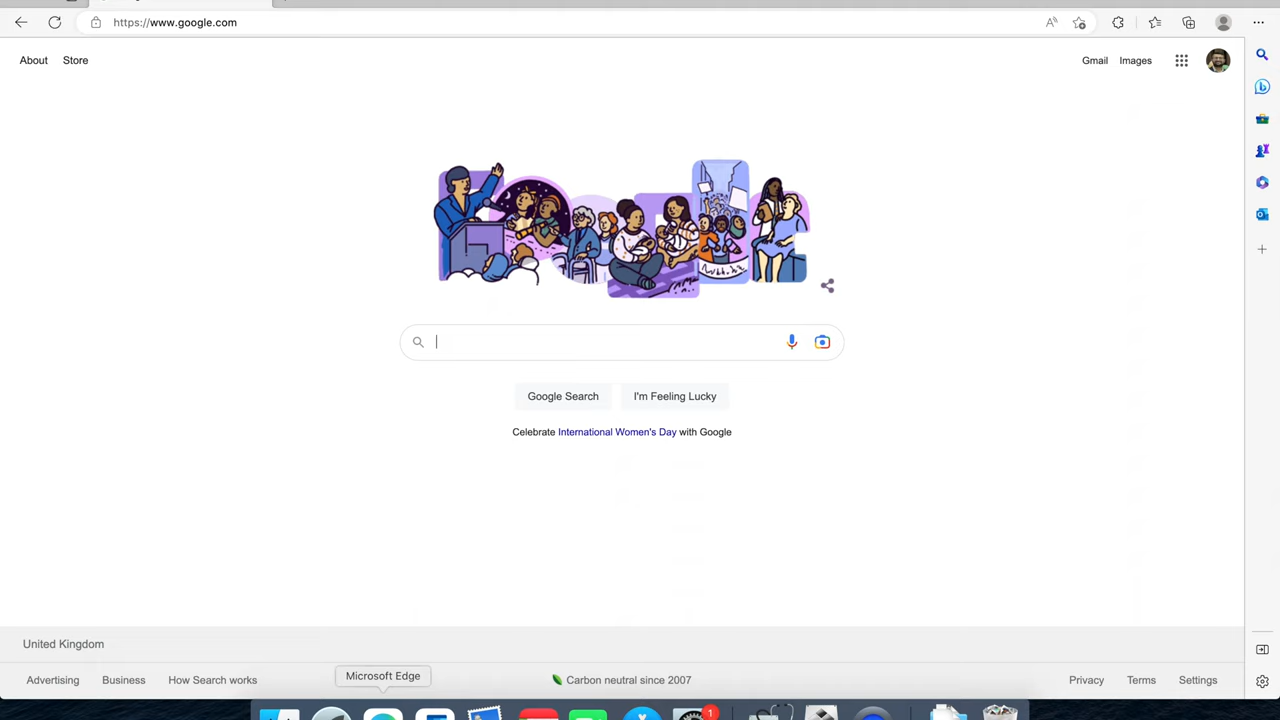 https://www.google.com
About
Store
Gmail
Images
Google Search
I'm Feeling Lucky
Celebrate International Women's Day with Google
United Kingdom
Advertising
Business
How Search works
Microsoft Edge
Carbon neutral since 2007
Privacy
Terms
Settings
1